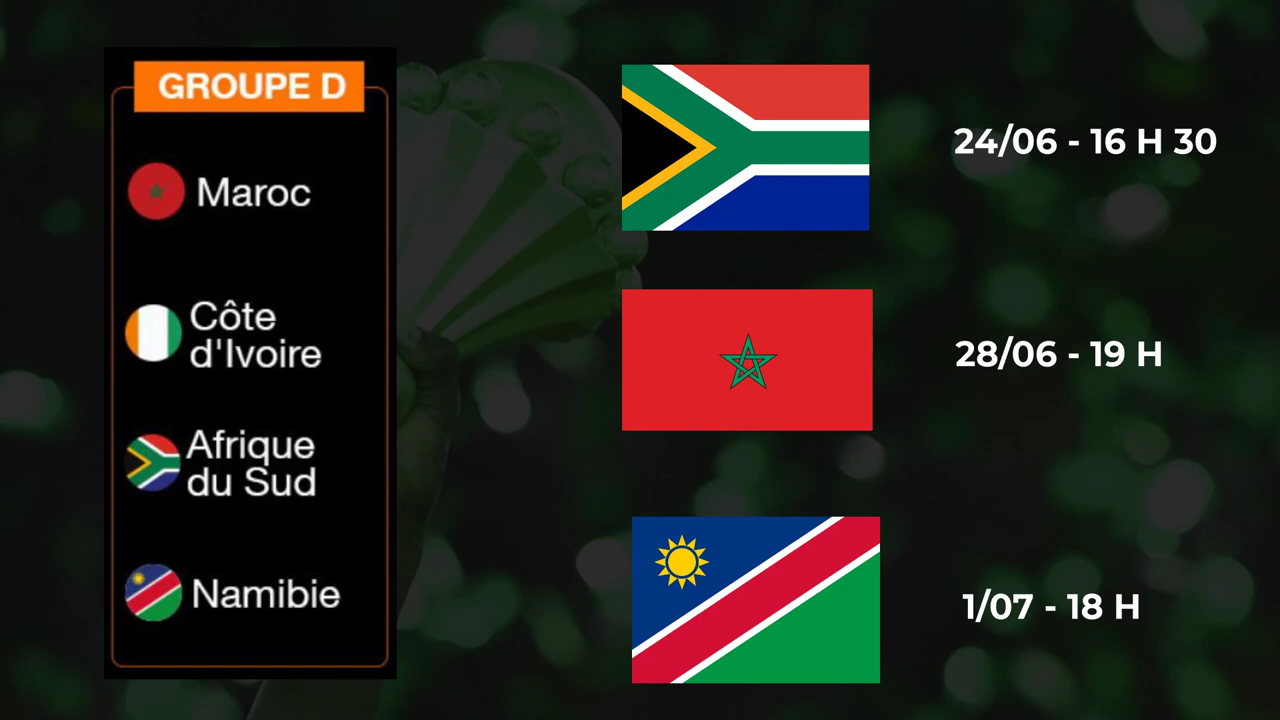 GROUPE D
Maroc
Côte
d'Ivoire
Afrique
du Sud
Namibie
24/06 - 16 H 30
28/06 - 19 H
1/07 - 18 H